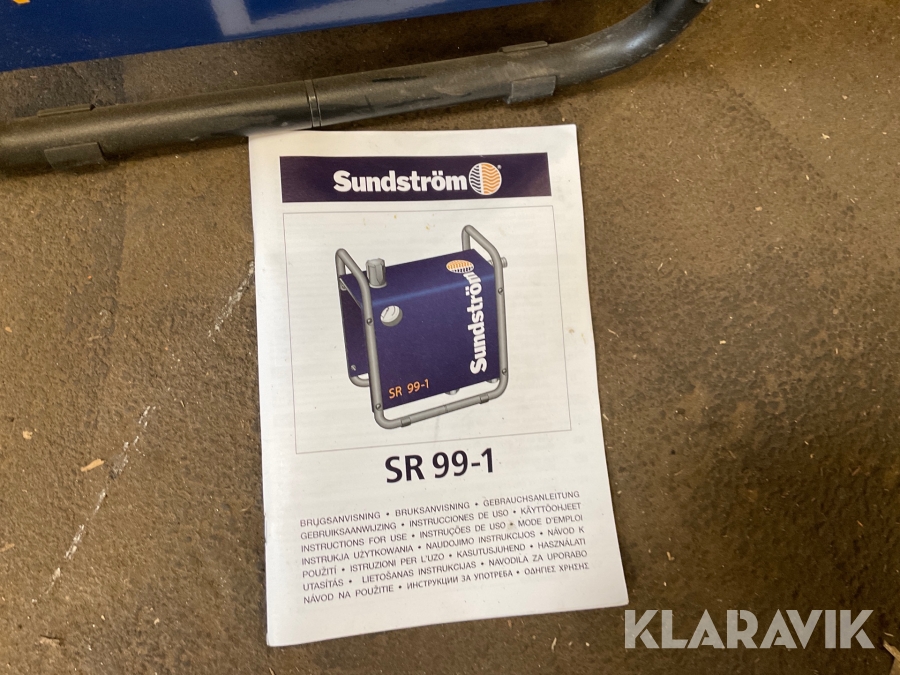 Sundström
Sundström
SR 99-1
SR 99-1
BRUGSANVISNING • BRUKSANVISNING • GEBRAUCHSANLEITUNG
GEBRUIKSAANWIJZING • INSTRUCCIONES DE USO • KÄYTTÖOHJEET
INSTRUCTIONS FOR USE • INSTRUÇÕES DE USO • MODE D'EMPLOI
INSTRUKJA UŻYTKOWANIA • NAUDOJIMO INSTRUKCIJOS • NÁVOD K
POUŽITÍ • ISTRUZIONI PER L'UZO • KASUTUSJUHEND • HASZNÁLATI
UTASÍTÁS • LIETOŠANAS INSTRUKCIJAS • NAVODILA ZA UPORABO
NÁVOD NA POUŽITIE • ИНСТРУКЦИИ ЗА УПОТРЕБА • ΟΔΗΓΙΕΣ ΧΡΗΣΗΣ
KLARAVIK